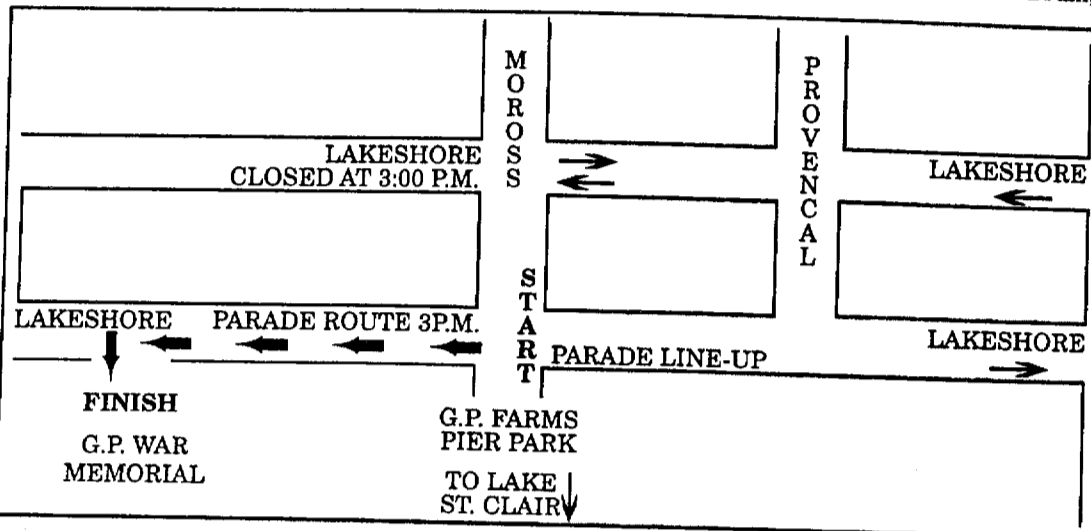 MOROSS
PROVENCAL
LAKESHORE
CLOSED AT 3:00 P.M.
LAKESHORE
START
LAKESHORE PARADE ROUTE 3P.M.
PARADE LINE-UP
LAKESHORE
FINISH
G.P. WAR
MEMORIAL
G.P. FARMS
PIER PARK
TO LAKE
ST. CLAIR